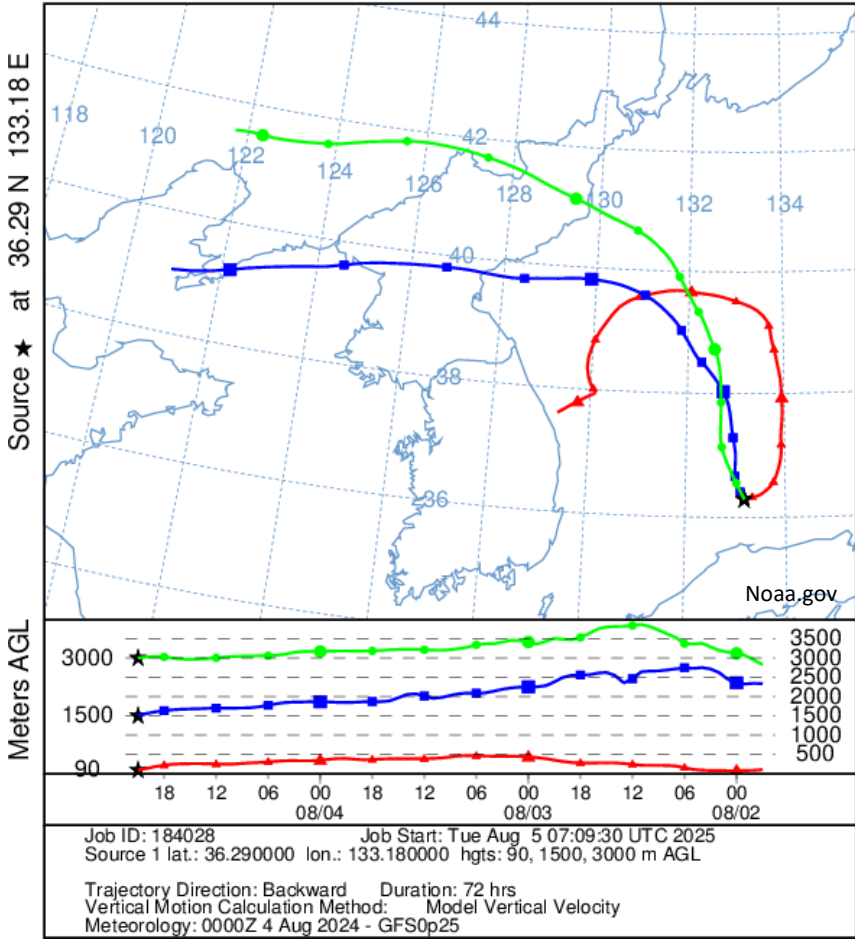 Source ★ at 36.29 N 133.18 E
44
118
120
122
42
124
126
128
130
132
134
40
38
36
Noaa.gov
Meters AGL
3000
1500
90
3500
3000
2500
2000
1500
1000
500
18 12 06 00 18 12 06 00 18 12 06 00
08/04 08/03 08/02
Job ID: 184028 Job Start: Tue Aug 5 07:09:30 UTC 2025
Source 1 lat.: 36.290000 lon.: 133.180000 hgts: 90, 1500, 3000 m AGL
Trajectory Direction: Backward Duration: 72 hrs
Vertical Motion Calculation Method: Model Vertical Velocity
Meteorology: 0000Z 4 Aug 2024 - GFS0p25